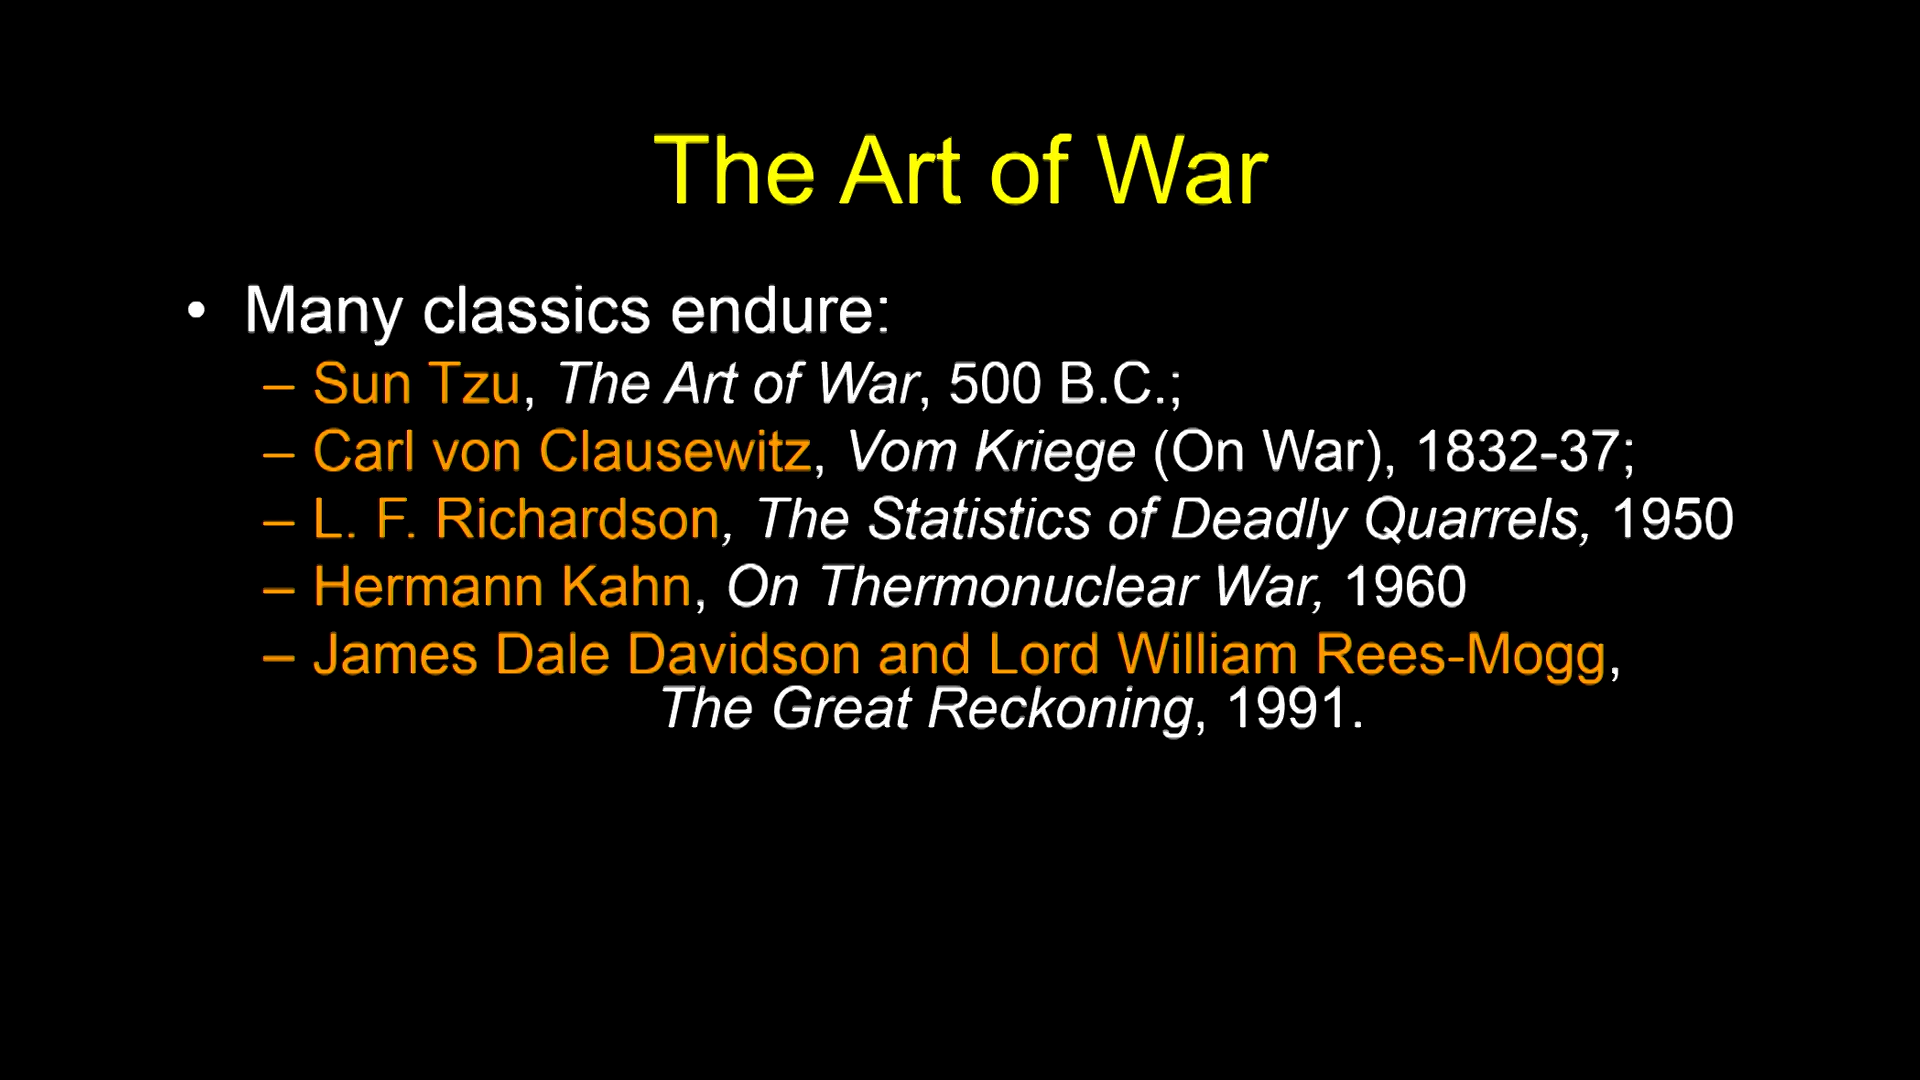 The Art of War
• Many classics endure:
– Sun Tzu, The Art of War, 500 B.C.;
– Carl von Clausewitz, Vom Kriege (On War), 1832-37;
– L. F. Richardson, The Statistics of Deadly Quarrels, 1950
– Hermann Kahn, On Thermonuclear War, 1960
– James Dale Davidson and Lord William Rees-Mogg,
The Great Reckoning, 1991.